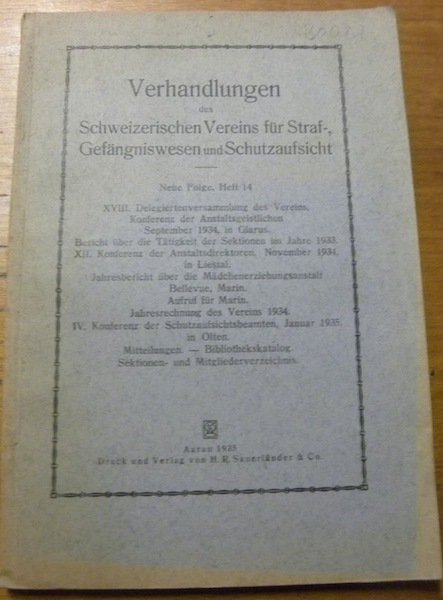 Verhandlungen
des
Schweizerischen Vereins für Straf-,
Gefängniswesen und Schutzaufsicht
Neue Folge, Heft 14
XVIII. Delegiertenversammlung des Vereins.
Konferenz der Anstaltsgeistlichen
September 1934, in Glarus.
Bericht über die Tätigkeit der Sektionen im Jahre 1933.
XII. Konferenz der Anstaltsdirektoren, November 1934,
in Liestal.
Jahresbericht über die Mädchenerziehungsanstalt
Bellevue, Marin.
Aufruf für Marin.
Jahresrechnung des Vereins 1934.
IV. Konferenz der Schutzaufsichtsbeamten, Januar 1935,
in Olten.
Mitteilungen. — Bibliothekskatalog.
Sektionen- und Mitgliederverzeichnis.
Aarau 1935
Druck und Verlag von H. R. Sauerländer & Co.